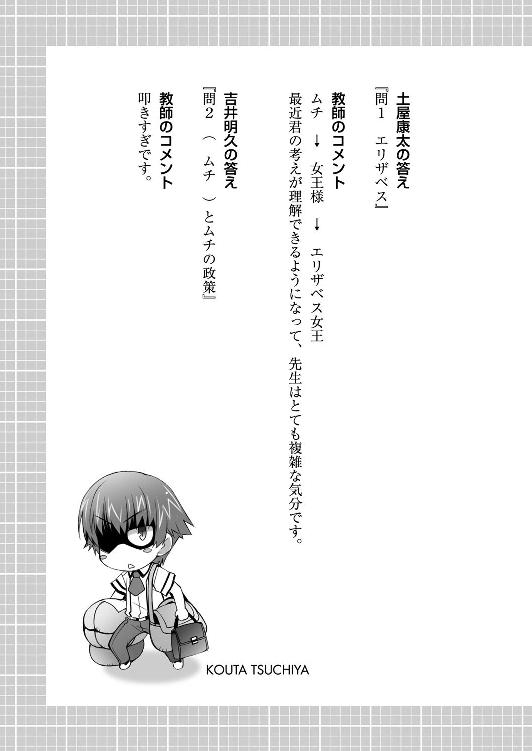 土屋康太の答え
『問１　エリザベス』
教師のコメント
ムチ　→　女王様　→　エリザベス女王
最近君の考えが理解できるようになって、先生はとても複雑な気分です。
吉井明久の答え
『問２　（　ムチ　）とムチの政策』
教師のコメント
叩きすぎです。
KOUTA TSUCHIYA